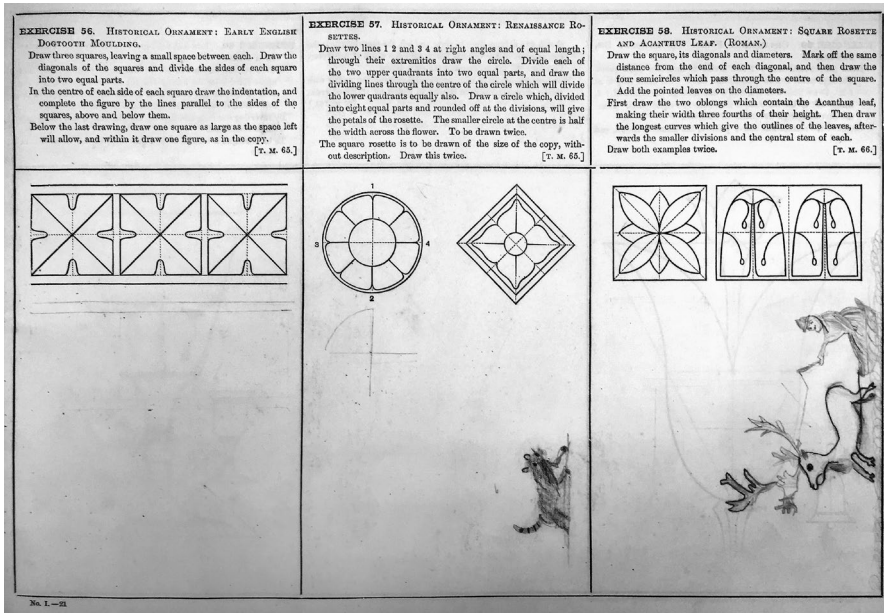 EXERCISE 56. HISTORICAL ORNAMENT: EARLY ENGLISH
DOGTOOTH MOULDING.
Draw three squares, leaving a small space between each. Draw the
diagonals of the squares and divide the sides of each square
into two equal parts.
In the centre of each side of each square draw the indentation, and
complete the figure by the lines parallel to the sides of the
squares, above and below them.
Below the last drawing, draw one square as large as the space left
will allow, and within it draw one figure, as in the copy.
[T. M. 65.]
EXERCISE 57. HISTORICAL ORNAMENT: RENAISSANCE RO-
SETTES.
Draw two lines 1 2 and 3 4 at right angles and of equal length;
through their extremities draw the circle. Divide each of
the two upper quadrants into two equal parts, and draw the
dividing lines through the centre of the circle which will divide
the lower quadrants equally also. Draw a circle which, divided
into eight equal parts and rounded off at the divisions, will give
the petals of the rosette. The smaller circle at the centre is half
the width across the flower. To be drawn twice.
The square rosette is to be drawn of the size of the copy, with-
out description. Draw this twice. [T. M. 65.]
EXERCISE 58. HISTORICAL ORNAMENT: SQUARE ROSETTE
AND ACANTHUS LEAF. (ROMAN.)
Draw the square, its diagonals and diameters. Mark off the same
distance from the end of each diagonal, and then draw the
four semicircles which pass through the centre of the square.
Add the pointed leaves on the diameters.
First draw the two oblongs which contain the Acanthus leaf,
making their width three fourths of their height. Then draw
the longest curves which give the outlines of the leaves, after-
wards the smaller divisions and the central stem of each.
Draw both examples twice. [T. M. 66.]
1
3
4
2
No. I.—21